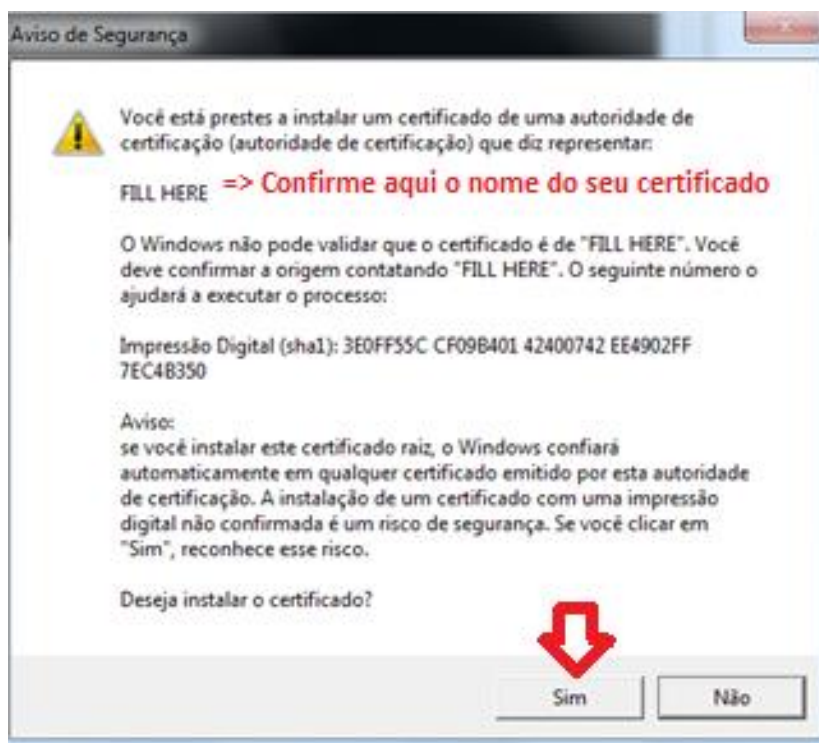 Aviso de Segurança
Você está prestes a instalar um certificado de uma autoridade de
certificação (autoridade de certificação) que diz representar:
FILL HERE => Confirme aqui o nome do seu certificado
O Windows não pode validar que o certificado é de "FILL HERE". Você
deve confirmar a origem contatando "FILL HERE". O seguinte número o
ajudará a executar o processo:
Impressão Digital (sha1): 3E0FF55C CF09B401 42400742 EE4902FF
7EC4B350
Aviso:
se você instalar este certificado raiz, o Windows confiará
automaticamente em qualquer certificado emitido por esta autoridade
de certificação. A instalação de um certificado com uma impressão
digital não confirmada é um risco de segurança. Se você clicar em
"Sim", reconhece esse risco.
Deseja instalar o certificado?
Sim Não